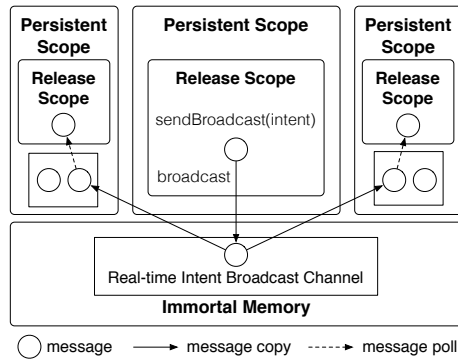 Persistent
Scope
Release
Scope
Persistent Scope
Release Scope
sendBroadcast(intent)
broadcast
Persistent
Scope
Release
Scope
Real-time Intent Broadcast Channel
Immortal Memory
message
message copy
message poll